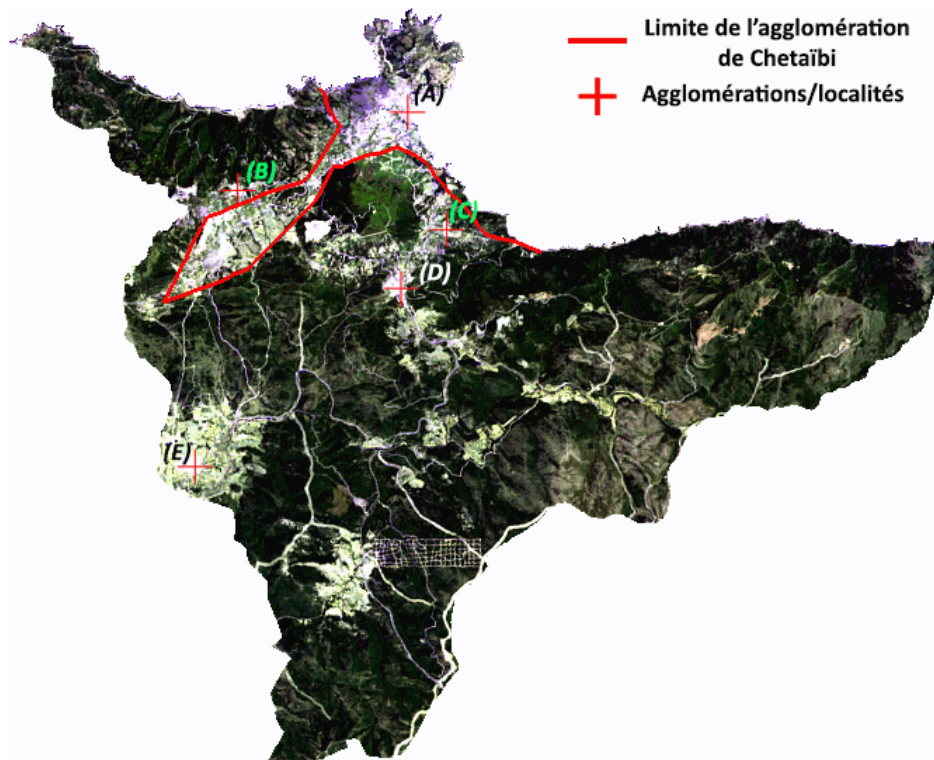 Limite de l'agglomération
de Chetaïbi
Agglomérations/localités
(A)
(B)
(C)
(D)
(E)